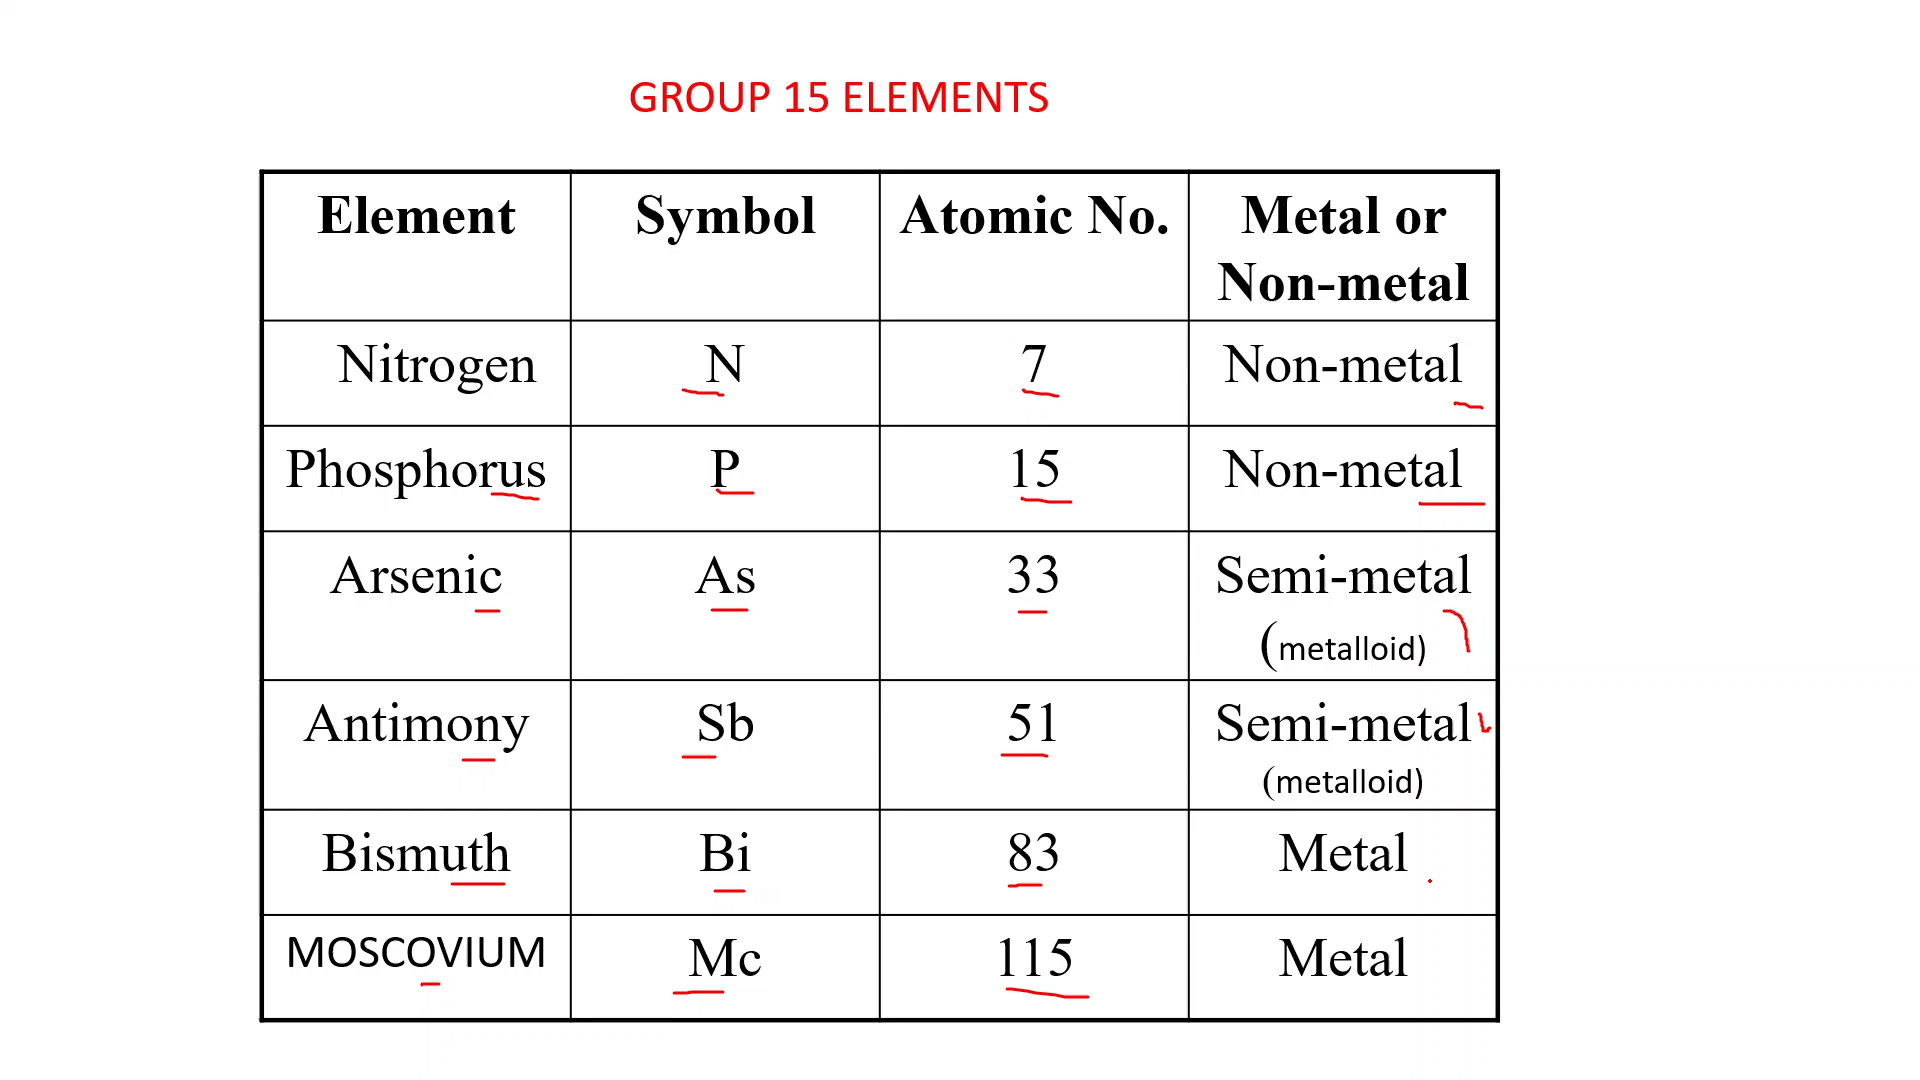 GROUP 15 ELEMENTS
Element Symbol Atomic No. Metal or
Non-metal
Nitrogen N 7 Non-metal
Phosphorus P 15 Non-metal
Arsenic As 33 Semi-metal
(metalloid)
Antimony Sb 51 Semi-metal
(metalloid)
Bismuth Bi 83 Metal
MOSCOVIUM Mc 115 Metal